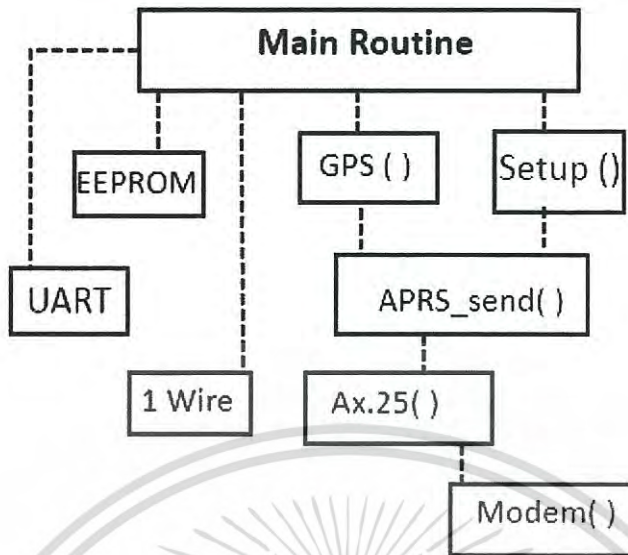 Main Routine
EEPROM
GPS ( )
Setup ()
UART
APRS_send( )
1 Wire
Ax.25( )
Modem( )